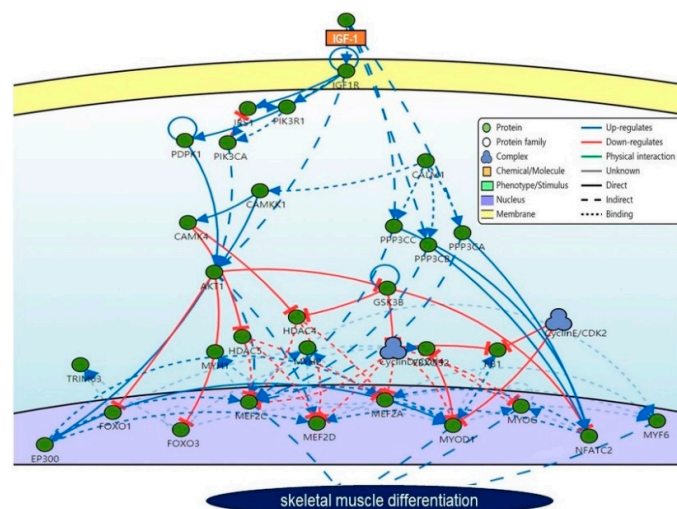 IGF-1
IGF1R
IRS1
PIK3R1
PDPK1
PIK3CA
CALM1
CAMKK1
CAMK4
PPP3CC
PPP3CB
PPP3CA
AKT1
GSK3B
HDAC4
CyclinE/CDK2
HDAC5
RB1
TRIM63
FOXO1
FOXO3
MEF2C
MEF2D
MEF2A
MYOD1
MYOG
NFATC2
MYF6
EP300
Protein
Protein family
Complex
Chemical/Molecule
Phenotype/Stimulus
Nucleus
Membrane
Up-regulates
Down-regulates
Physical interaction
Unknown
Direct
Indirect
Binding
skeletal muscle differentiation